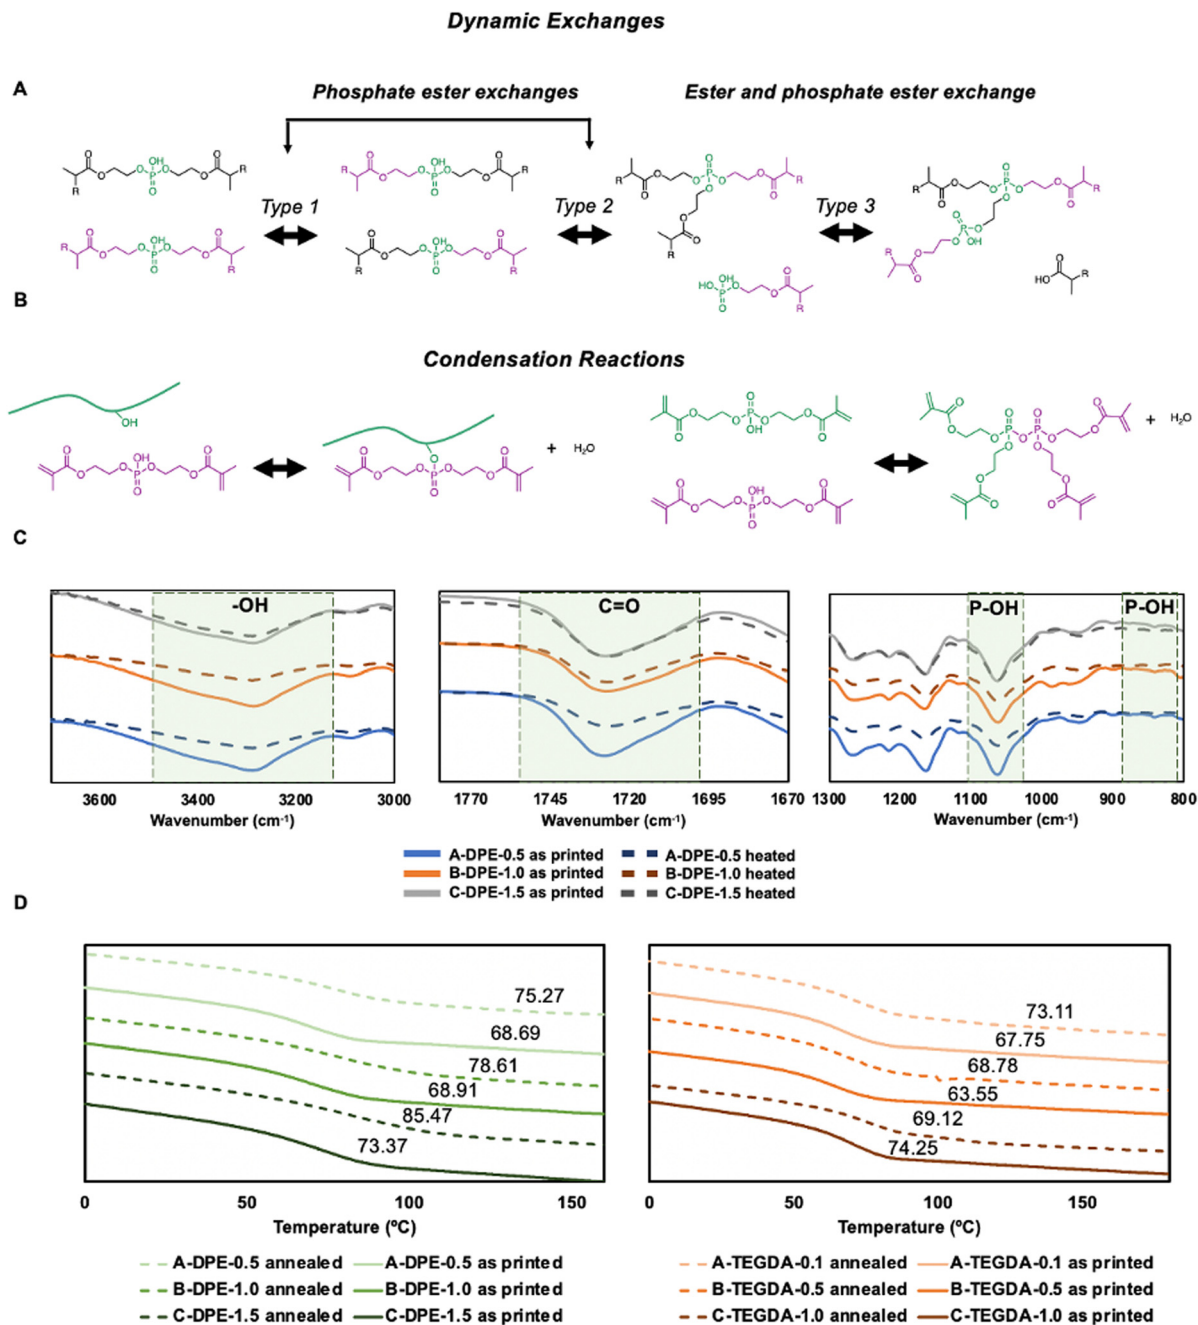 Dynamic Exchanges
A
Phosphate ester exchanges
Ester and phosphate ester exchange
Type 1
Type 2
Type 3
B
Condensation Reactions
OH
+ H₂O
+ H₂O
C
-OH
C=O
P-OH
P-OH
3600 3400 3200 3000
1770 1745 1720 1695 1670
1300 1200 1100 1000 900 800
Wavenumber (cm⁻¹)
Wavenumber (cm⁻¹)
Wavenumber (cm⁻¹)
A-DPE-0.5 as printed
A-DPE-0.5 heated
B-DPE-1.0 as printed
B-DPE-1.0 heated
C-DPE-1.5 as printed
C-DPE-1.5 heated
D
75.27
68.69
78.61
68.91
85.47
73.37
73.11
67.75
68.78
63.55
69.12
74.25
0 50 100 150
0 50 100 150
Temperature (ºC)
Temperature (ºC)
A-DPE-0.5 annealed
A-DPE-0.5 as printed
B-DPE-1.0 annealed
B-DPE-1.0 as printed
C-DPE-1.5 annealed
C-DPE-1.5 as printed
A-TEGDA-0.1 annealed
A-TEGDA-0.1 as printed
B-TEGDA-0.5 annealed
B-TEGDA-0.5 as printed
C-TEGDA-1.0 annealed
C-TEGDA-1.0 as printed